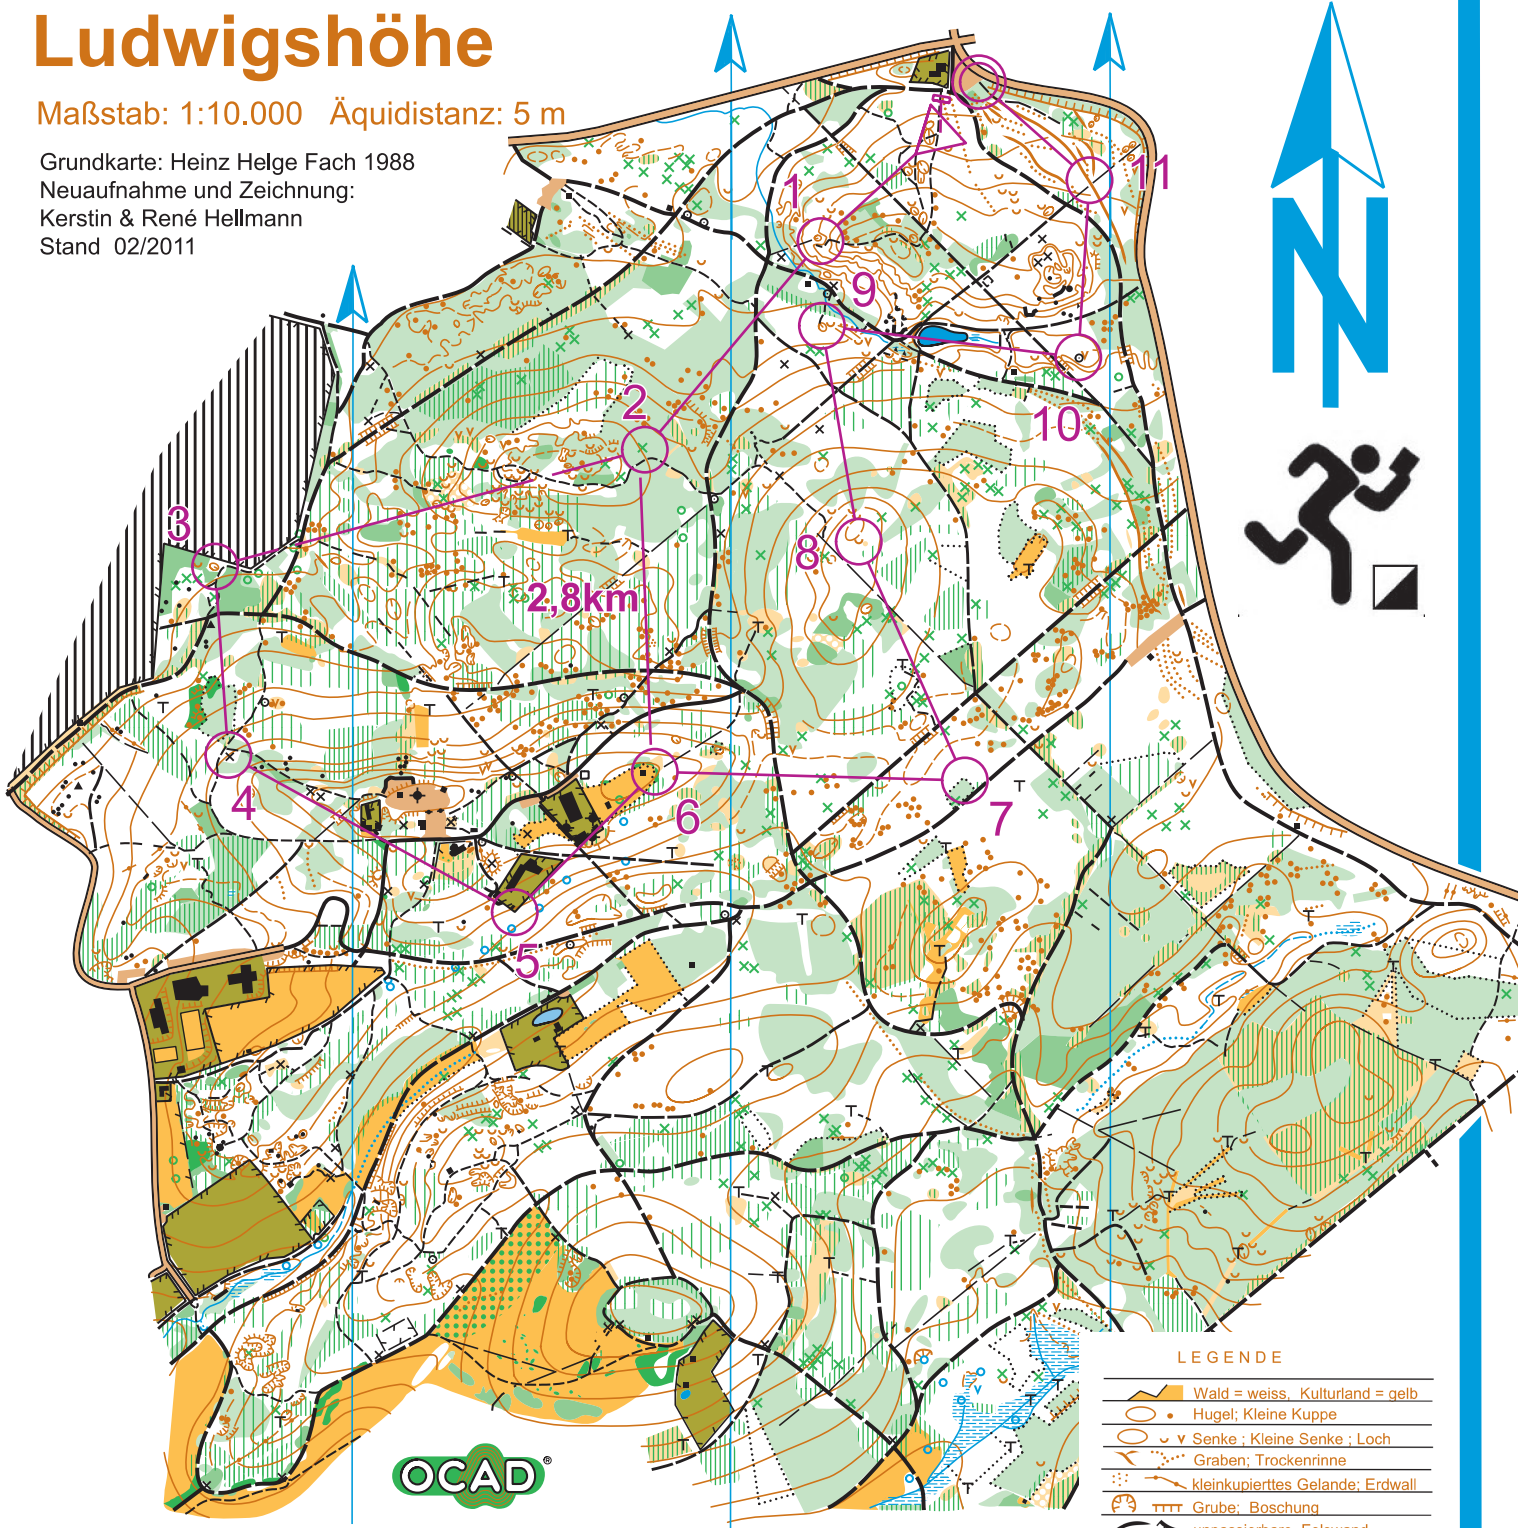 Ludwigshöhe
Maßstab: 1:10.000 Äquidistanz: 5 m
Grundkarte: Heinz Helge Fach 1988
Neuaufnahme und Zeichnung:
Kerstin & René Hellmann
Stand 02/2011
N
11
1
9
2
10
3
8
2,8km
4
6
7
5
OCAD®
LEGENDE
Wald = weiss, Kulturland = gelb
Hugel; Kleine Kuppe
Senke ; Kleine Senke ; Loch
Graben; Trockenrinne
kleinkupierttes Gelande; Erdwall
Grube; Boschung